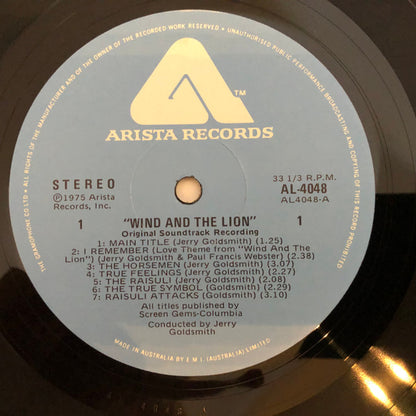 THE GRAMOPHONE CO LTD • ALL RIGHTS OF THE MANUFACTURER AND OF THE OWNER OF THE RECORDED WORK RESERVED • UNAUTHORISED PUBLIC PERFORMANCE BROADCASTING AND COPYING OF THIS RECORD PROHIBITED
TM
ARISTA RECORDS
STEREO
Ⓟ1975 Arista
Records, Inc.
33 1/3 R.P.M.
AL-4048
AL4048-A
1 "WIND AND THE LION" 1
Original Soundtrack Recording
1: MAIN TITLE (Jerry Goldsmith) (1.25)
2: I REMEMBER (Love Theme from "Wind And The
Lion") (Jerry Goldsmith & Paul Francis Webster) (2.38)
3: THE HORSEMEN (Jerry Goldsmith) (3.07)
4: TRUE FEELINGS (Jerry Goldsmith) (2.27)
5: THE RAISULI (Jerry Goldsmith) (2.08)
6: THE TRUE SYMBOL (Jerry Goldsmith) (2.29)
7: RAISULI ATTACKS (Jerry Goldsmith) (3.10)
All titles published by
Screen Gems-Columbia
Conducted by Jerry
Goldsmith
MADE IN AUSTRALIA BY E M I. (AUSTRALIA) LIMITED